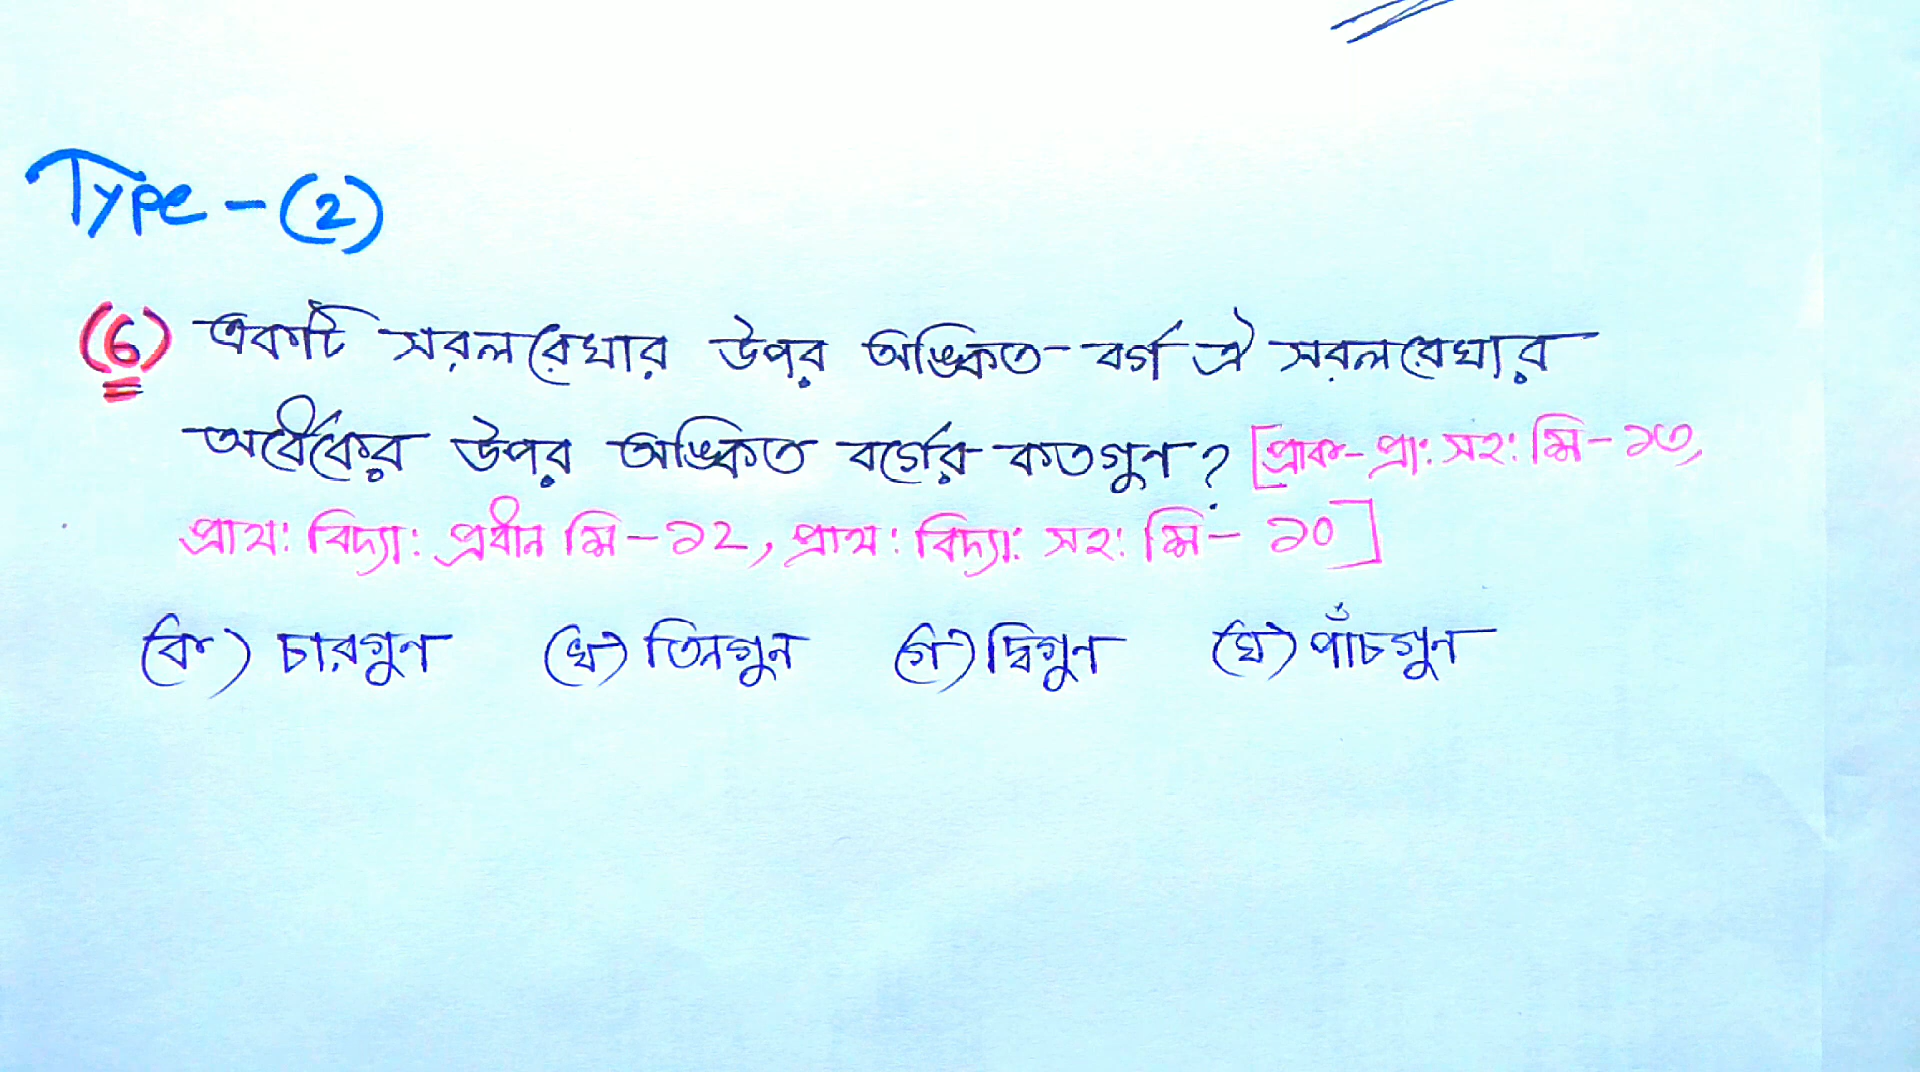 Type - (2)
(6) একটি সরলরেখার উপর অঙ্কিত বর্গ ঐ সরলরেখার
অর্ধেকের উপর অঙ্কিত বর্গের কতগুন? [প্রাক-প্রা: সহ: শি-১৩,
প্রাথ: বিদ্যা: প্রধান শি-১২, প্রাথ: বিদ্যা: সহ: শি-১০]
(ক) চারগুন (খ) তিনগুন (গ) দ্বিগুন (ঘ) পাঁচগুন